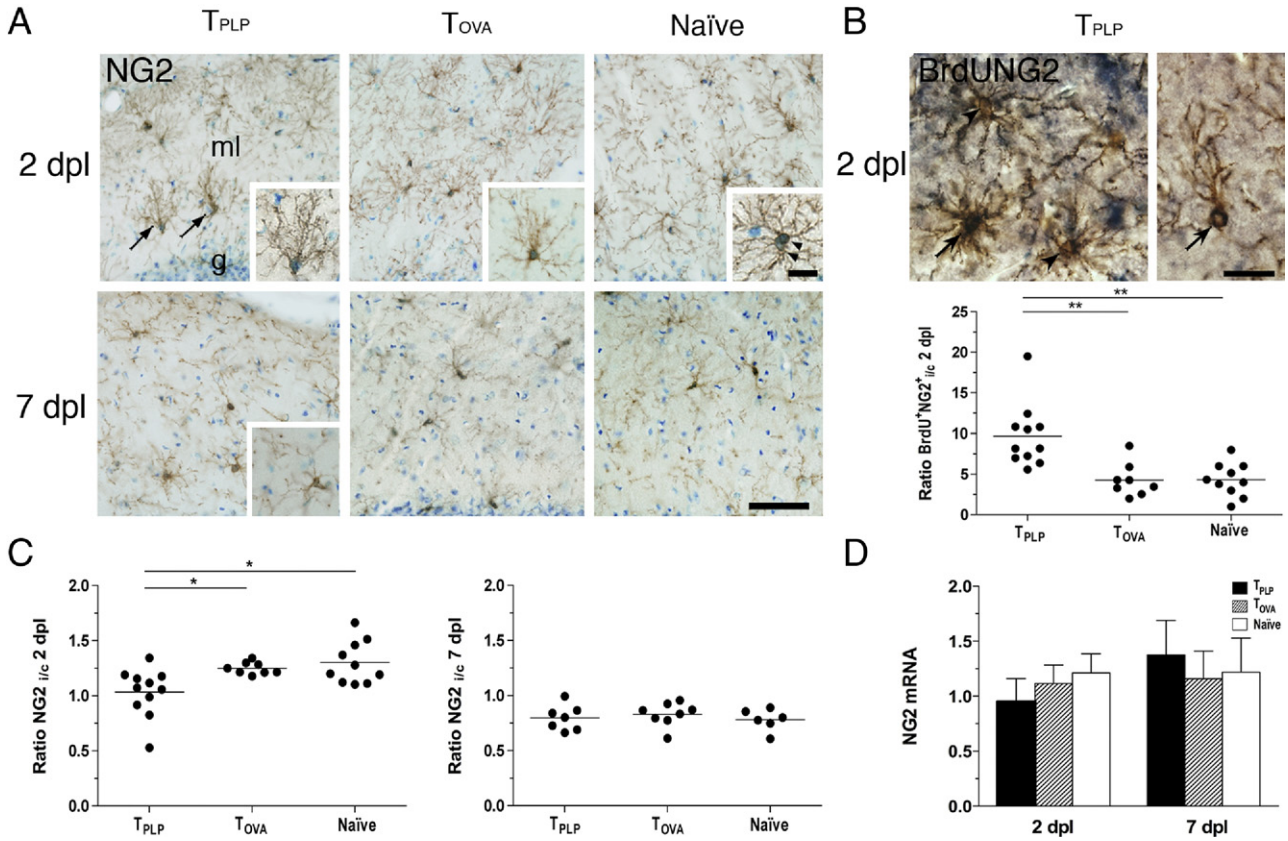 A
TPLP
TOVA
Naïve
NG2
ml
g
2 dpl
7 dpl
B
TPLP
BrdUNG2
2 dpl
**
**
Ratio BrdU+NG2+ i/c 2 dpl
25
20
15
10
5
0
TPLP
TOVA
Naïve
C
*
*
Ratio NG2 i/c 2 dpl
2.0
1.5
1.0
0.5
0.0
TPLP
TOVA
Naïve
Ratio NG2 i/c 7 dpl
2.0
1.5
1.0
0.5
0.0
TPLP
TOVA
Naïve
D
NG2 mRNA
2.0
1.5
1.0
0.5
0.0
TPLP
TOVA
Naïve
2 dpl
7 dpl